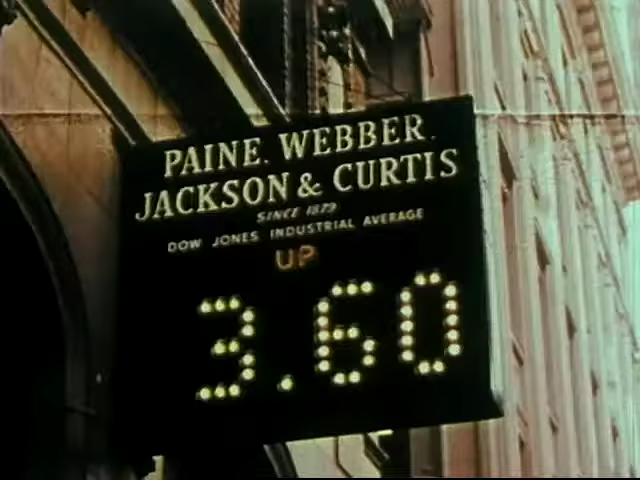 PAINE. WEBBER.
JACKSON & CURTIS
SINCE 1879
DOW JONES INDUSTRIAL AVERAGE
UP
3.60